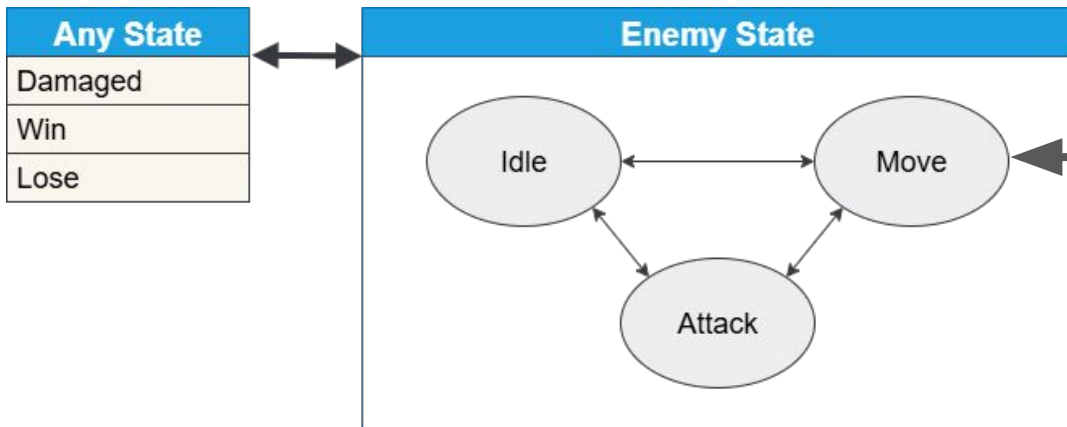 Any State
Damaged
Win
Lose
Enemy State
Idle
Move
Attack